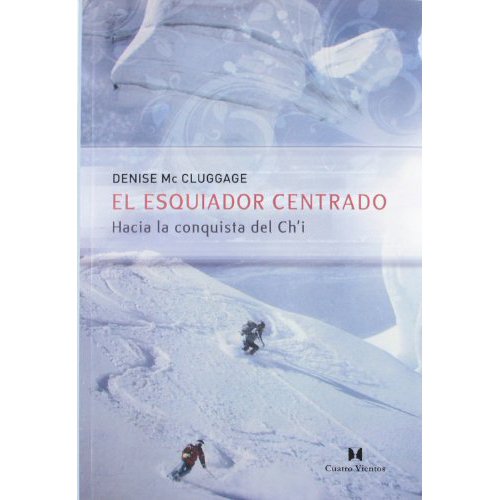 DENISE Mc CLUGGAGE
EL ESQUIADOR CENTRADO
Hacia la conquista del Ch'i
Cuatro Vientos